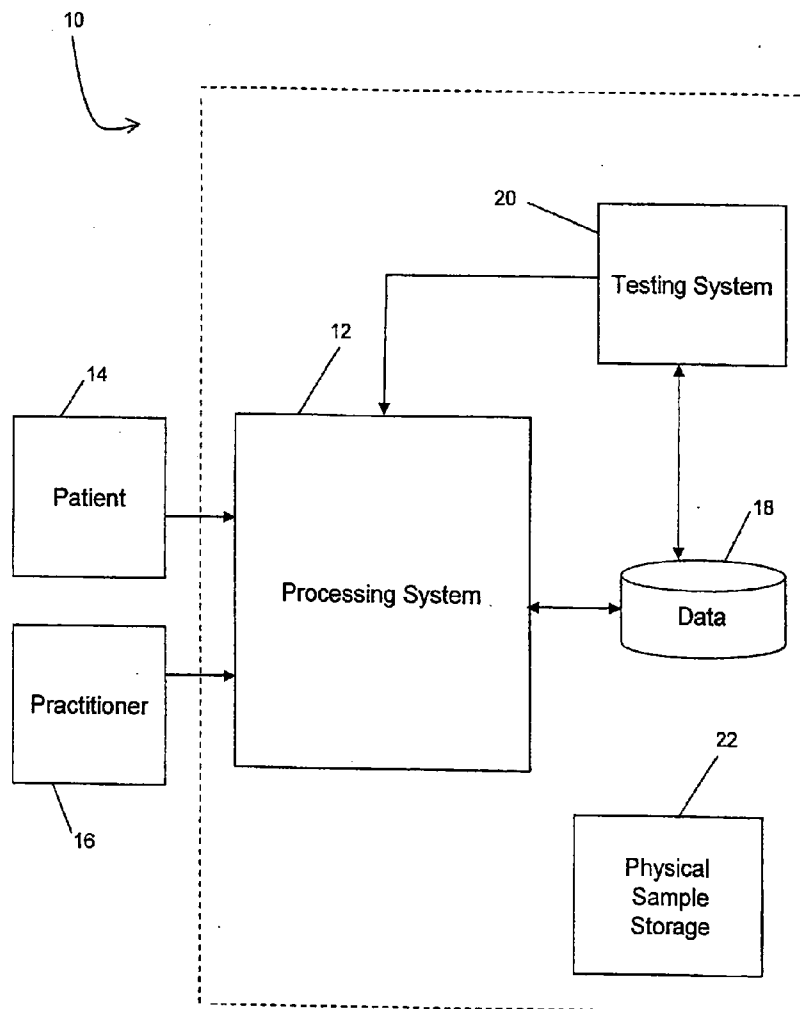 10
20
Testing System
12
14
Patient
Processing System
18
Data
Practitioner
16
22
Physical
Sample
Storage